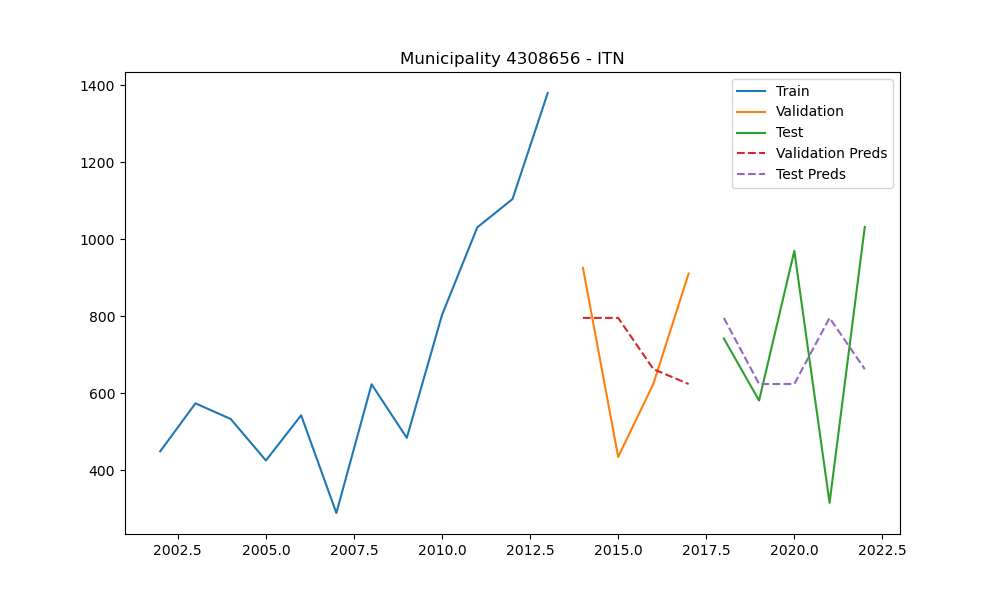 Municipality 4308656 - ITN
1400
1200
1000
800
600
400
2002.5
2005.0
2007.5
2010.0
2012.5
2015.0
2017.5
2020.0
2022.5
Train
Validation
Test
Validation Preds
Test Preds